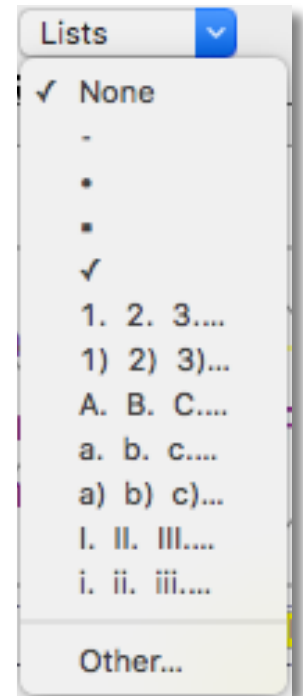 Lists
✓ None
-
•
▪
✓
1. 2. 3....
1) 2) 3)...
A. B. C....
a. b. c....
a) b) c)...
I. II. III....
i. ii. iii....
Other...